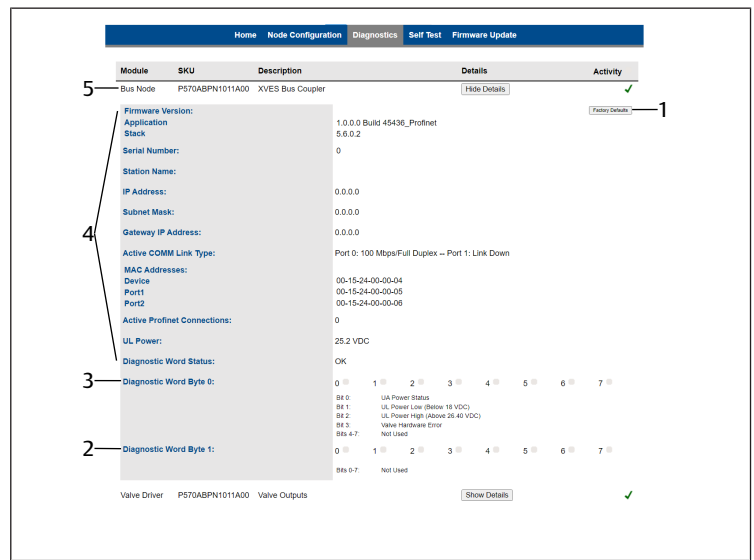 Home Node Configuration Diagnostics Self Test Firmware Update
Module SKU Description Details Activity
5 Bus Node P570ABPN1011A00 XVES Bus Coupler Hide Details ✓
Firmware Version: Factory Defaults 1
Application 1.0.0.0 Build 45436_Profinet
Stack 5.6.0.2
Serial Number: 0
Station Name:
IP Address: 0.0.0.0
Subnet Mask: 0.0.0.0
4 Gateway IP Address: 0.0.0.0
Active COMM Link Type: Port 0: 100 Mbps/Full Duplex -- Port 1: Link Down
MAC Addresses:
Device 00-15-24-00-00-04
Port1 00-15-24-00-00-05
Port2 00-15-24-00-00-06
Active Profinet Connections: 0
UL Power: 25.2 VDC
Diagnostic Word Status: OK
3 Diagnostic Word Byte 0: 0 1 2 3 4 5 6 7
Bit 0: UA Power Status
Bit 1: UL Power Low (Below 18 VDC)
Bit 2: UL Power High (Above 26.40 VDC)
Bit 3 Valve Hardware Error
Bits 4-7: Not Used
2 Diagnostic Word Byte 1: 0 1 2 3 4 5 6 7
Bits 0-7: Not Used
Valve Driver P570ABPN1011A00 Valve Outputs Show Details ✓